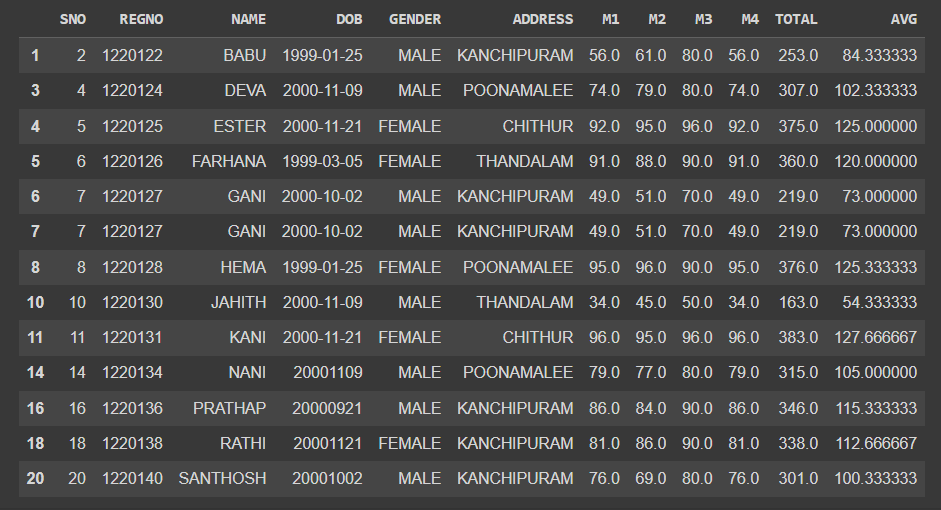 SNO REGNO NAME DOB GENDER ADDRESS M1 M2 M3 M4 TOTAL AVG
1 2 1220122 BABU 1999-01-25 MALE KANCHIPURAM 56.0 61.0 80.0 56.0 253.0 84.333333
3 4 1220124 DEVA 2000-11-09 MALE POONAMALEE 74.0 79.0 80.0 74.0 307.0 102.333333
4 5 1220125 ESTER 2000-11-21 FEMALE CHITHUR 92.0 95.0 96.0 92.0 375.0 125.000000
5 6 1220126 FARHANA 1999-03-05 FEMALE THANDALAM 91.0 88.0 90.0 91.0 360.0 120.000000
6 7 1220127 GANI 2000-10-02 MALE KANCHIPURAM 49.0 51.0 70.0 49.0 219.0 73.000000
7 7 1220127 GANI 2000-10-02 MALE KANCHIPURAM 49.0 51.0 70.0 49.0 219.0 73.000000
8 8 1220128 HEMA 1999-01-25 FEMALE POONAMALEE 95.0 96.0 90.0 95.0 376.0 125.333333
10 10 1220130 JAHITH 2000-11-09 MALE THANDALAM 34.0 45.0 50.0 34.0 163.0 54.333333
11 11 1220131 KANI 2000-11-21 FEMALE CHITHUR 96.0 95.0 96.0 96.0 383.0 127.666667
14 14 1220134 NANI 20001109 MALE POONAMALEE 79.0 77.0 80.0 79.0 315.0 105.000000
16 16 1220136 PRATHAP 20000921 MALE KANCHIPURAM 86.0 84.0 90.0 86.0 346.0 115.333333
18 18 1220138 RATHI 20001121 FEMALE KANCHIPURAM 81.0 86.0 90.0 81.0 338.0 112.666667
20 20 1220140 SANTHOSH 20001002 MALE KANCHIPURAM 76.0 69.0 80.0 76.0 301.0 100.333333